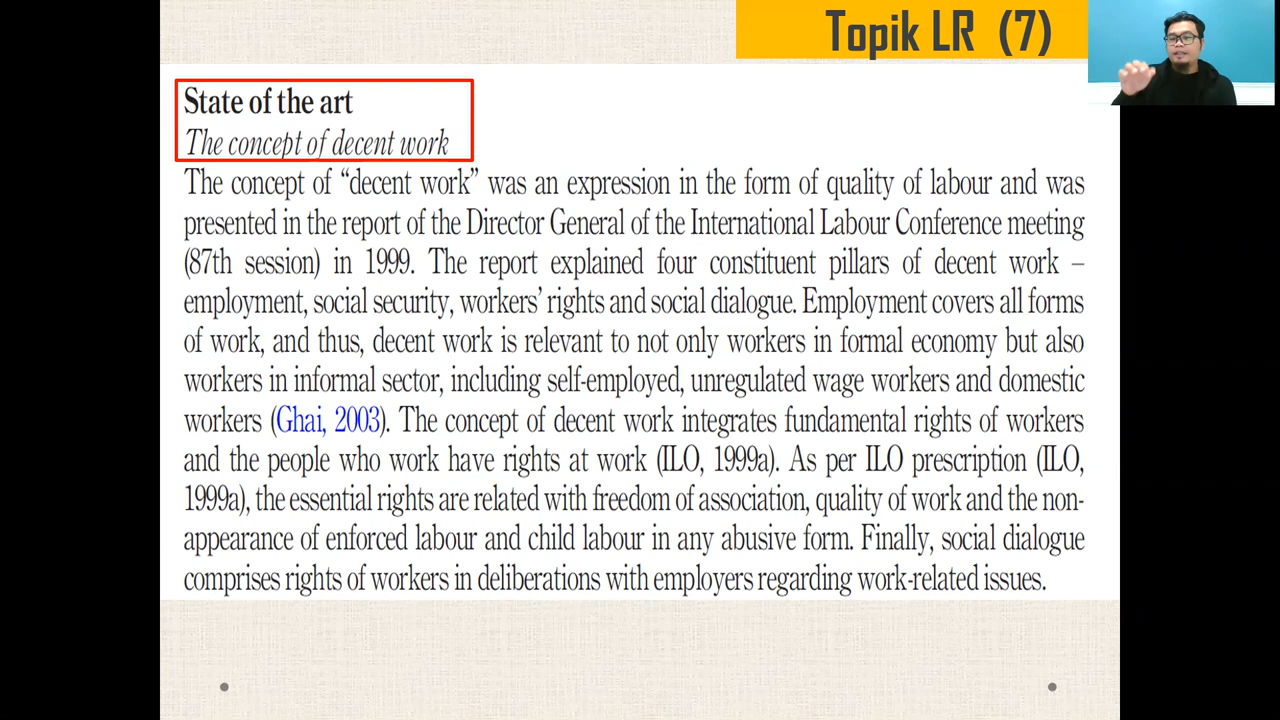 Topik LR (7)
State of the art
The concept of decent work
The concept of “decent work” was an expression in the form of quality of labour and was
presented in the report of the Director General of the International Labour Conference meeting
(87th session) in 1999. The report explained four constituent pillars of decent work –
employment, social security, workers’ rights and social dialogue. Employment covers all forms
of work, and thus, decent work is relevant to not only workers in formal economy but also
workers in informal sector, including self-employed, unregulated wage workers and domestic
workers (Ghai, 2003). The concept of decent work integrates fundamental rights of workers
and the people who work have rights at work (ILO, 1999a). As per ILO prescription (ILO,
1999a), the essential rights are related with freedom of association, quality of work and the non-
appearance of enforced labour and child labour in any abusive form. Finally, social dialogue
comprises rights of workers in deliberations with employers regarding work-related issues.